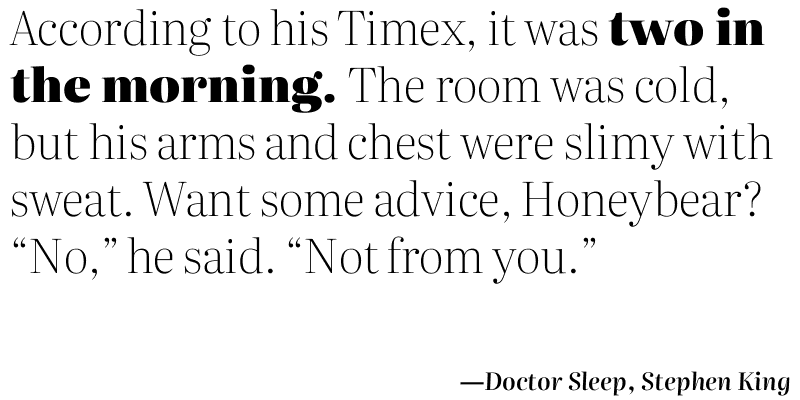 According to his Timex, it was two in
the morning. The room was cold,
but his arms and chest were slimy with
sweat. Want some advice, Honeybear?
“No,” he said. “Not from you.”
—Doctor Sleep, Stephen King